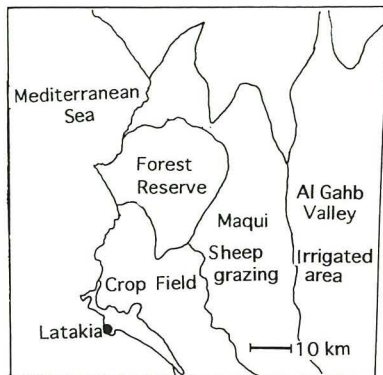 Mediterranean
Sea
Forest
Reserve
Maqui
Sheep
grazing
Al Gahb
Valley
Irrigated
area
Crop Field
Latakia
10 km